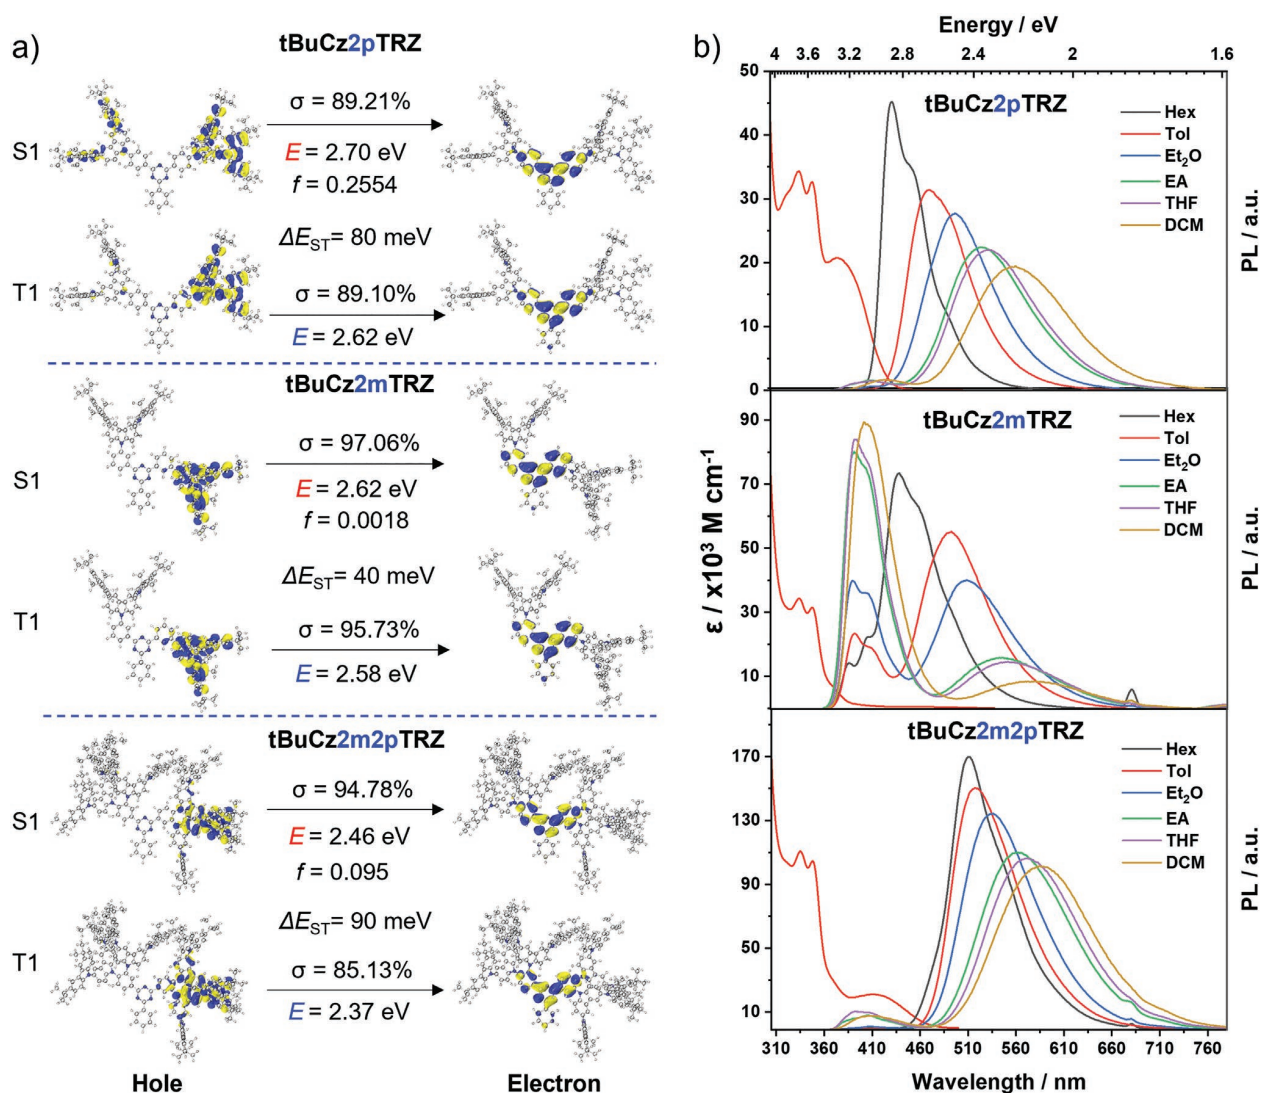 a)
tBuCz2pTRZ
S1
σ = 89.21%
E = 2.70 eV
f = 0.2554
ΔE_ST = 80 meV
T1
σ = 89.10%
E = 2.62 eV
tBuCz2mTRZ
S1
σ = 97.06%
E = 2.62 eV
f = 0.0018
ΔE_ST = 40 meV
T1
σ = 95.73%
E = 2.58 eV
tBuCz2m2pTRZ
S1
σ = 94.78%
E = 2.46 eV
f = 0.095
ΔE_ST = 90 meV
T1
σ = 85.13%
E = 2.37 eV
Hole
Electron
b)
Energy / eV
4 3.6 3.2 2.8 2.4 2 1.6
tBuCz2pTRZ
50
40
30
20
10
0
Hex
Tol
Et₂O
EA
THF
DCM
PL / a.u.
tBuCz2mTRZ
90
70
50
30
10
Hex
Tol
Et₂O
EA
THF
DCM
ε / x10³ M cm⁻¹
PL / a.u.
tBuCz2m2pTRZ
170
130
90
50
10
Hex
Tol
Et₂O
EA
THF
DCM
PL / a.u.
310 360 410 460 510 560 610 660 710 760
Wavelength / nm